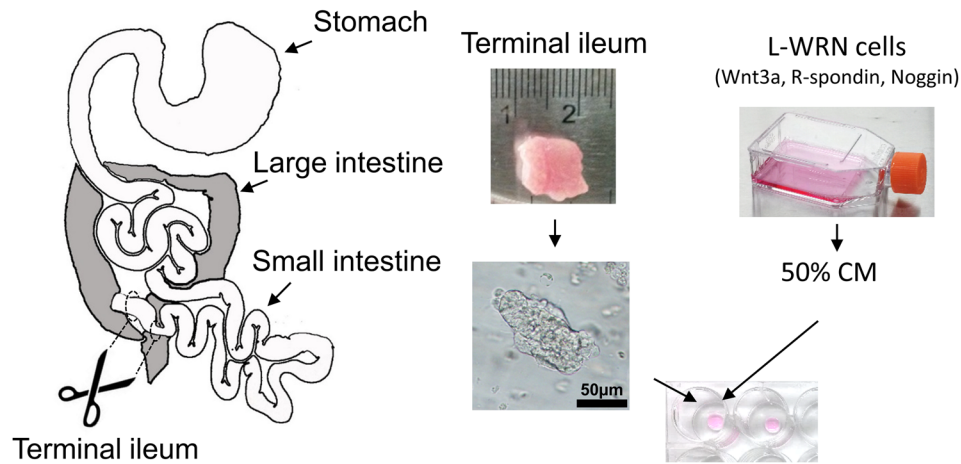 Stomach
Large intestine
Small intestine
Terminal ileum
Terminal ileum
1 2
50μm
L-WRN cells
(Wnt3a, R-spondin, Noggin)
50% CM